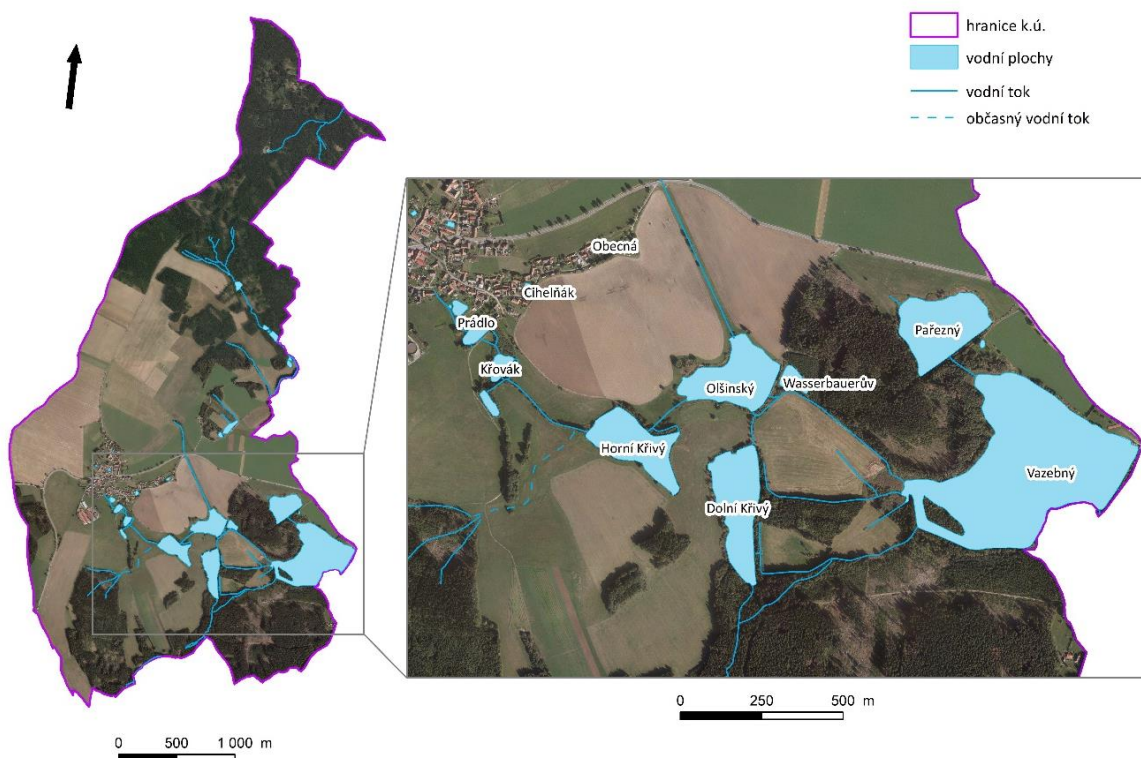 hranice k.ú.
vodní plochy
vodní tok
občasný vodní tok
Obecná
Cihelňák
Prádlo
Pařezný
Křovák
Olšinský
Wasserbauerův
Horní Křivý
Vazebný
Dolní Křivý
0 250 500 m
0 500 1 000 m